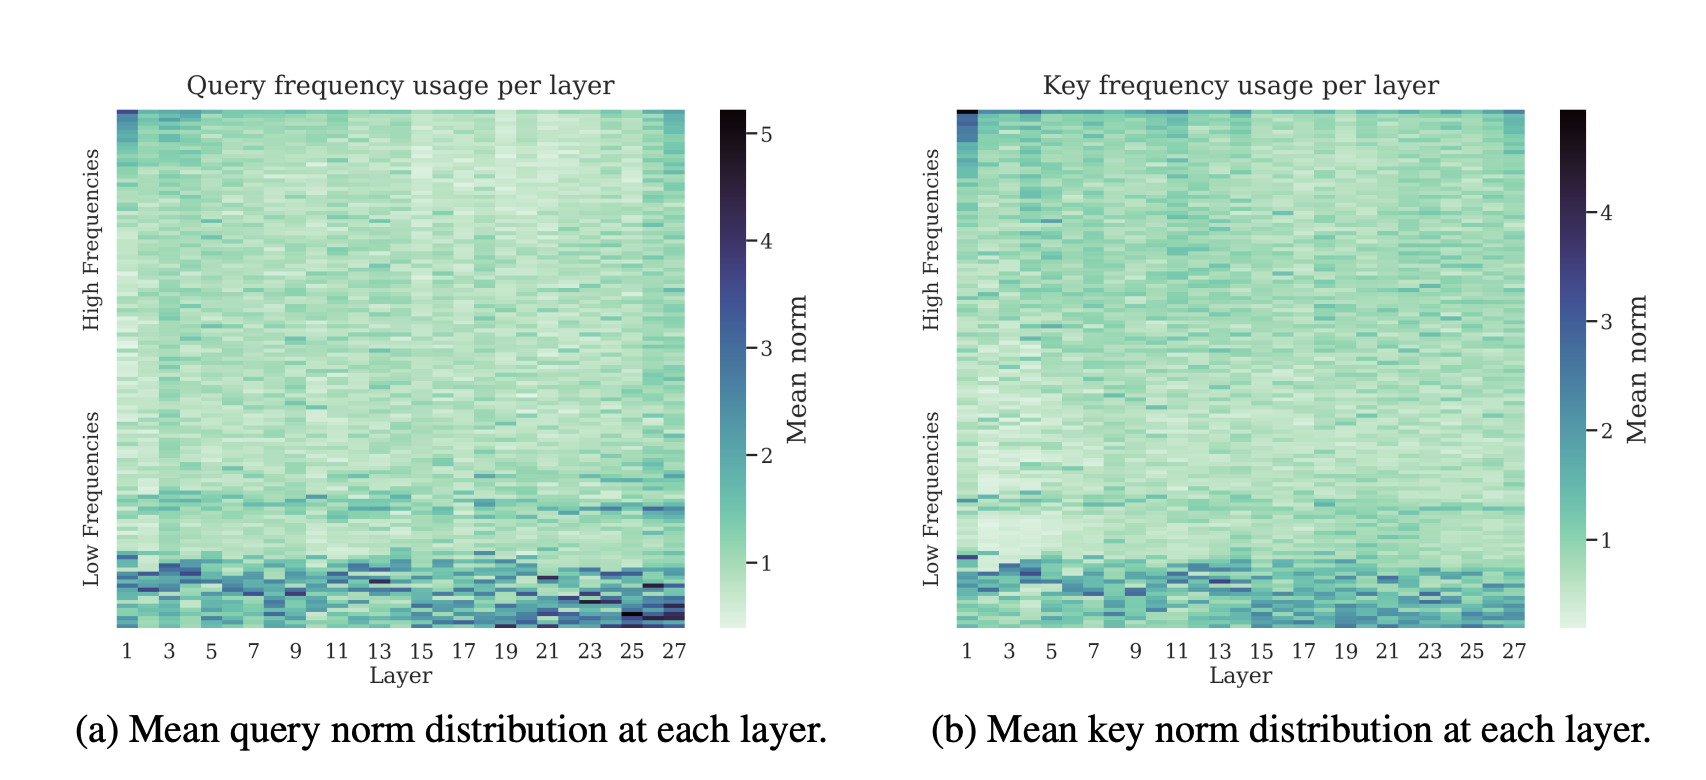 Query frequency usage per layer
High Frequencies
Low Frequencies
1 3 5 7 9 11 13 15 17 19 21 23 25 27
Layer
5
4
3
2
1
Mean norm
(a) Mean query norm distribution at each layer.
Key frequency usage per layer
High Frequencies
Low Frequencies
1 3 5 7 9 11 13 15 17 19 21 23 25 27
Layer
4
3
2
1
Mean norm
(b) Mean key norm distribution at each layer.